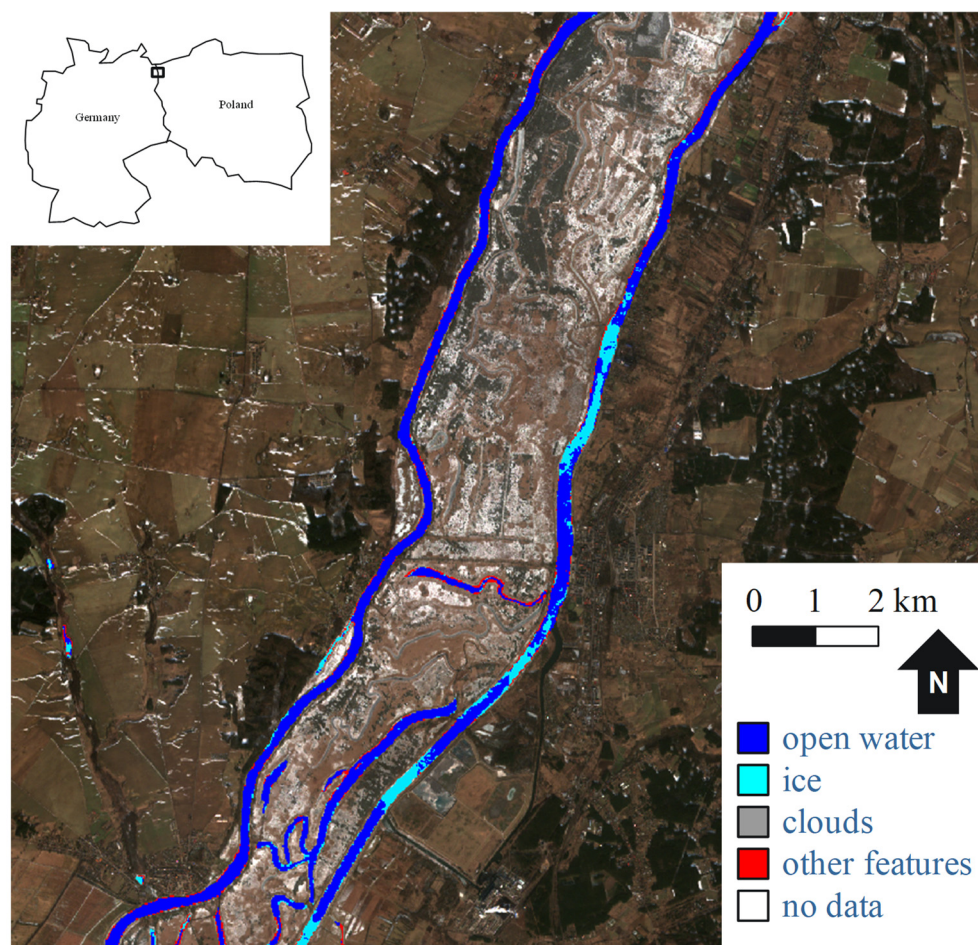 Germany
Poland
0 1 2 km
N
open water
ice
clouds
other features
no data